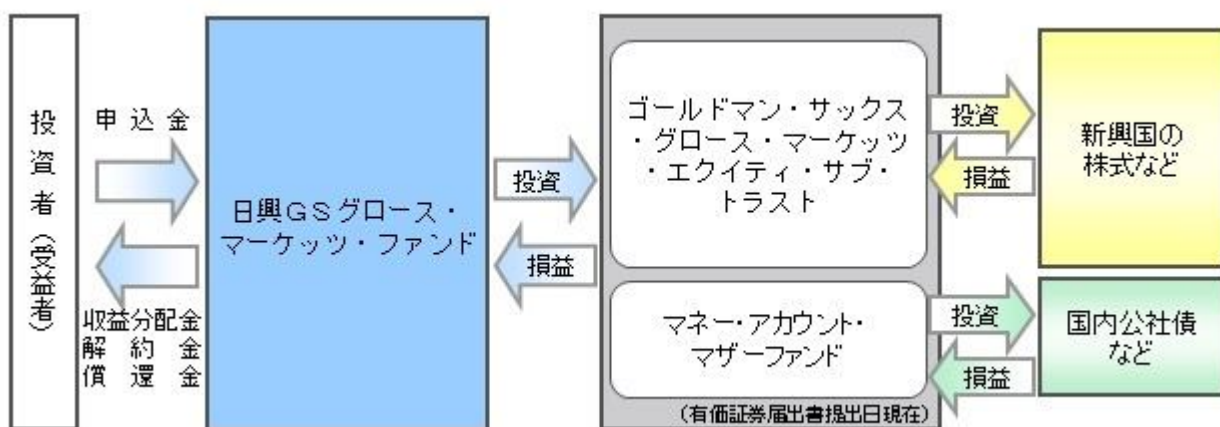 投資者(受益者)
申込金
収益分配金
解約金
償還金
日興GSグロース・
マーケッツ・ファンド
投資
損益
ゴールドマン・サックス
・グロース・マーケッツ
・エクイティ・サブ・
トラスト
マネー・アカウント・
マザーファンド
(有価証券届出書提出日現在)
投資
損益
投資
損益
新興国の
株式など
国内公社債
など